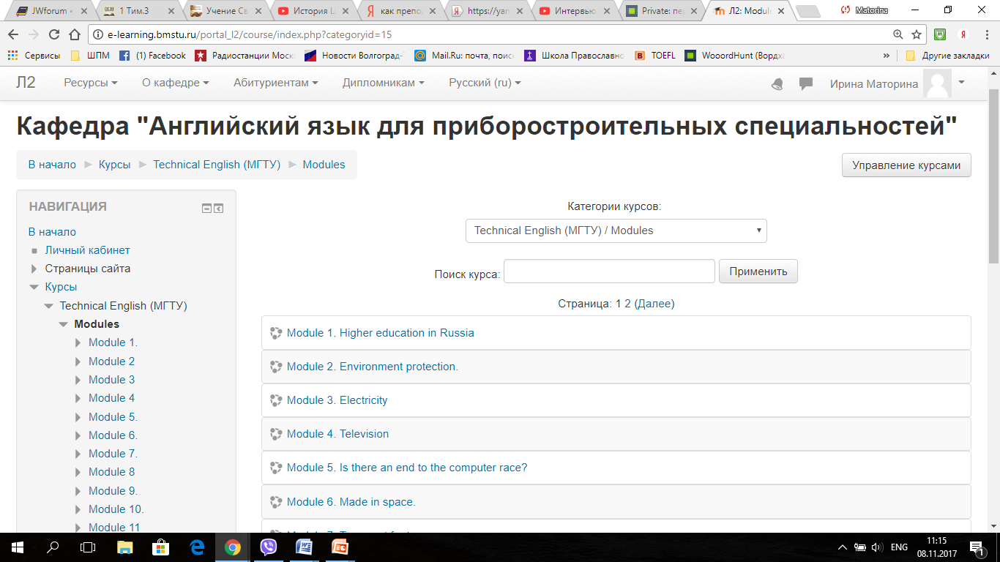 JWforum -
1 Тим.3
Учение Св
История Ц
как препо
https://yan
Интервью
Private: пе
Л2: Modul
Matorina
e-learning.bmstu.ru/portal_l2/course/index.php?categoryid=15
Сервисы
ШПМ
(1) Facebook
Радиостанции Моск
Новости Волгоград-
Mail.Ru: почта, поиск
Школа Православно
TOEFL
WooordHunt (Вордха
Другие закладки
Л2
Ресурсы
О кафедре
Абитуриентам
Дипломникам
Русский (ru)
Ирина Маторина
Кафедра "Английский язык для приборостроительных специальностей"
В начало ► Курсы ► Technical English (МГТУ) ► Modules
Управление курсами
НАВИГАЦИЯ
В начало
Личный кабинет
Страницы сайта
Курсы
Technical English (МГТУ)
Modules
Module 1.
Module 2
Module 3
Module 4
Module 5.
Module 6.
Module 7.
Module 8
Module 9.
Module 10.
Module 11
Категории курсов:
Technical English (МГТУ) / Modules
Поиск курса:
Применить
Страница: 1 2 (Далее)
Module 1. Higher education in Russia
Module 2. Environment protection.
Module 3. Electricity
Module 4. Television
Module 5. Is there an end to the computer race?
Module 6. Made in space.
ENG
11:15
08.11.2017
1